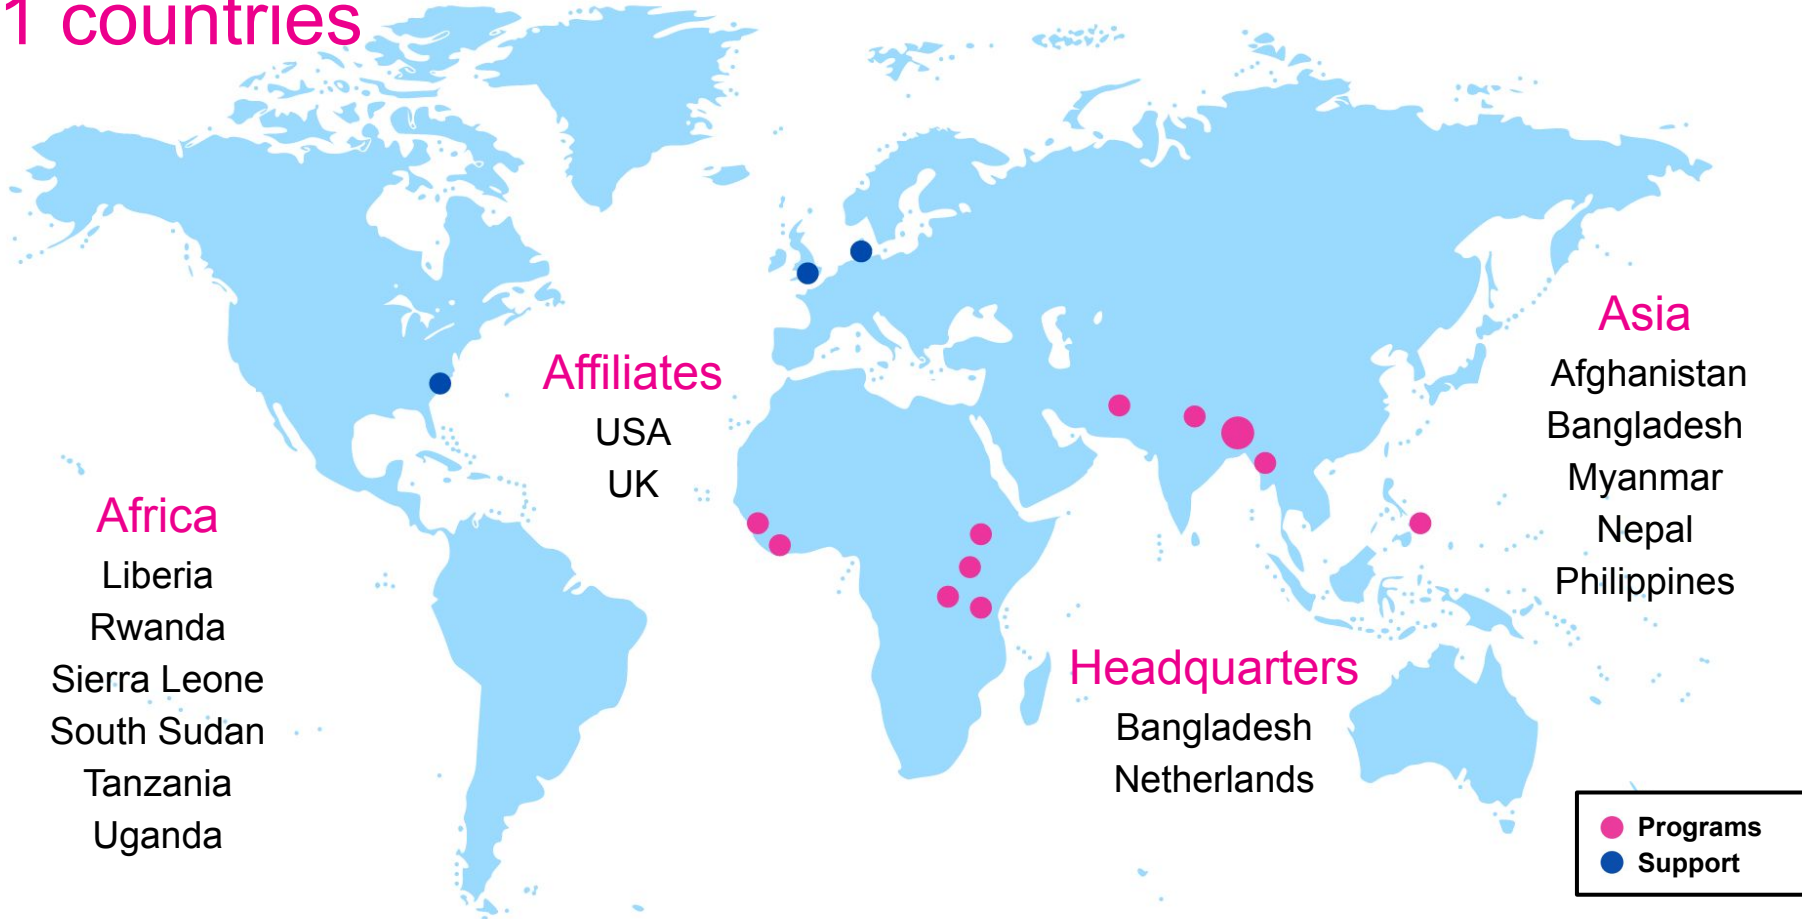 1 countries
Affiliates
USA
UK
Africa
Liberia
Rwanda
Sierra Leone
South Sudan
Tanzania
Uganda
Headquarters
Bangladesh
Netherlands
Asia
Afghanistan
Bangladesh
Myanmar
Nepal
Philippines
Programs
Support